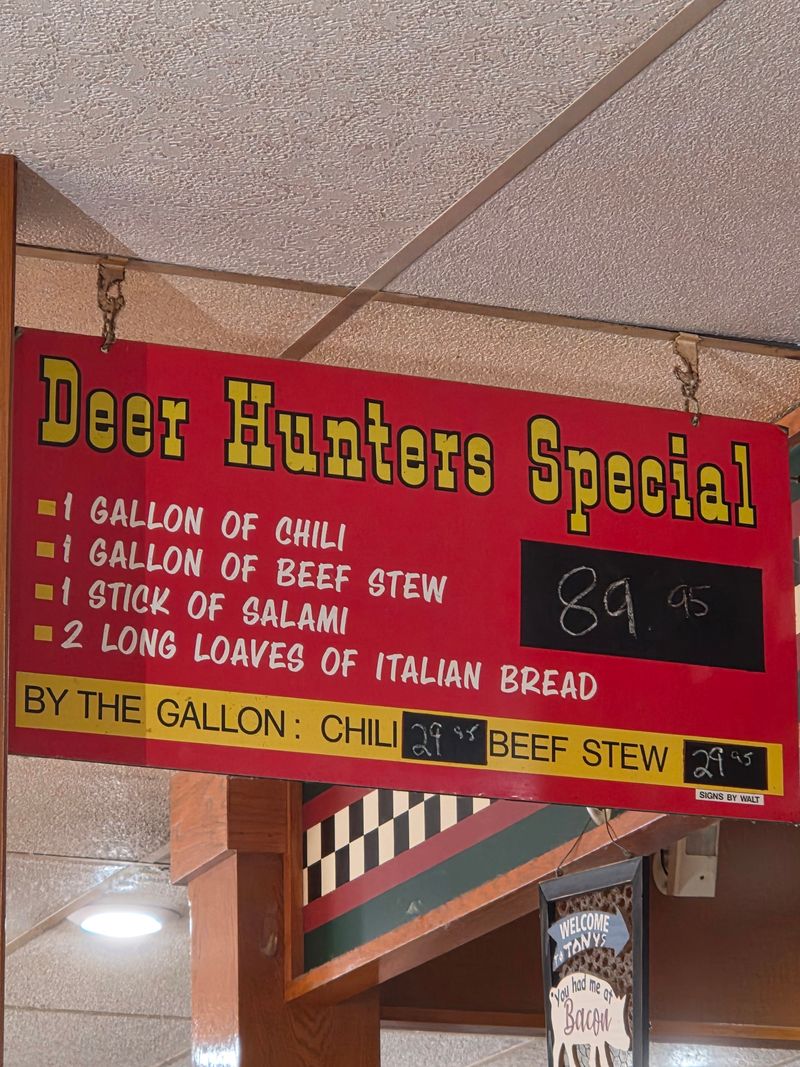 Deer Hunters Special
1 GALLON OF CHILI
1 GALLON OF BEEF STEW
1 STICK OF SALAMI
2 LONG LOAVES OF ITALIAN BREAD
89.95
BY THE GALLON: CHILI 29 95 BEEF STEW 29 95
SIGNS BY WALT
WELCOME
TO TONYS
You had me at
Bacon